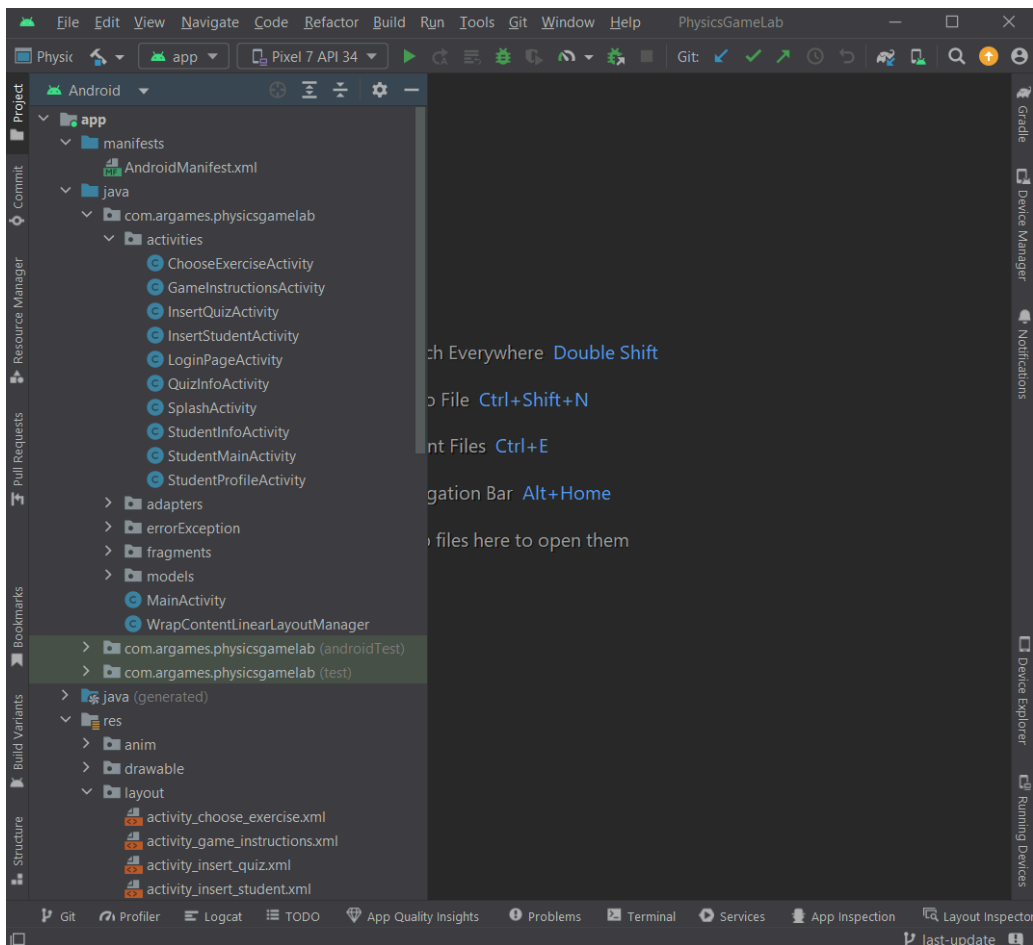 File Edit View Navigate Code Refactor Build Run Tools Git Window Help PhysicsGameLab
Physic app Pixel 7 API 34 Git:
Android
app
manifests
MF AndroidManifest.xml
java
com.argames.physicsgamelab
activities
C ChooseExerciseActivity
C GameInstructionsActivity
C InsertQuizActivity
C InsertStudentActivity
C LoginPageActivity
C QuizInfoActivity
C SplashActivity
C StudentInfoActivity
C StudentMainActivity
C StudentProfileActivity
adapters
errorException
fragments
models
C MainActivity
C WrapContentLinearLayoutManager
com.argames.physicsgamelab (androidTest)
com.argames.physicsgamelab (test)
java (generated)
res
anim
drawable
layout
activity_choose_exercise.xml
activity_game_instructions.xml
activity_insert_quiz.xml
activity_insert_student.xml
ch Everywhere Double Shift
o File Ctrl+Shift+N
nt Files Ctrl+E
gation Bar Alt+Home
files here to open them
Project
Commit
Resource Manager
Pull Requests
Bookmarks
Build Variants
Structure
Gradle
Device Manager
Notifications
Device Explorer
Running Devices
Git Profiler Logcat TODO App Quality Insights Problems Terminal Services App Inspection Layout Inspector
last-update